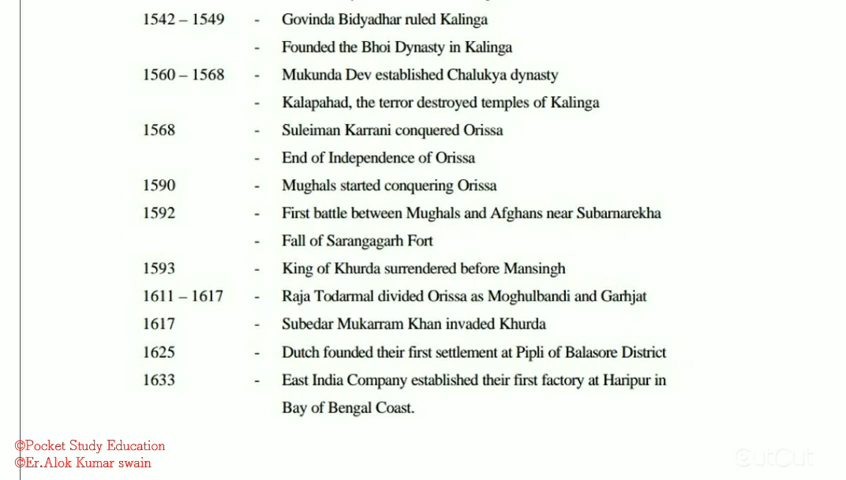 1542 – 1549 - Govinda Bidyadhar ruled Kalinga
- Founded the Bhoi Dynasty in Kalinga
1560 – 1568 - Mukunda Dev established Chalukya dynasty
- Kalapahad, the terror destroyed temples of Kalinga
1568 - Suleiman Karrani conquered Orissa
- End of Independence of Orissa
1590 - Mughals started conquering Orissa
1592 - First battle between Mughals and Afghans near Subarnarekha
- Fall of Sarangagarh Fort
1593 - King of Khurda surrendered before Mansingh
1611 – 1617 - Raja Todarmal divided Orissa as Moghulbandi and Garhjat
1617 - Subedar Mukarram Khan invaded Khurda
1625 - Dutch founded their first settlement at Pipli of Balasore District
1633 - East India Company established their first factory at Haripur in
Bay of Bengal Coast.
©Pocket Study Education
©Er.Alok Kumar swain
CutCut